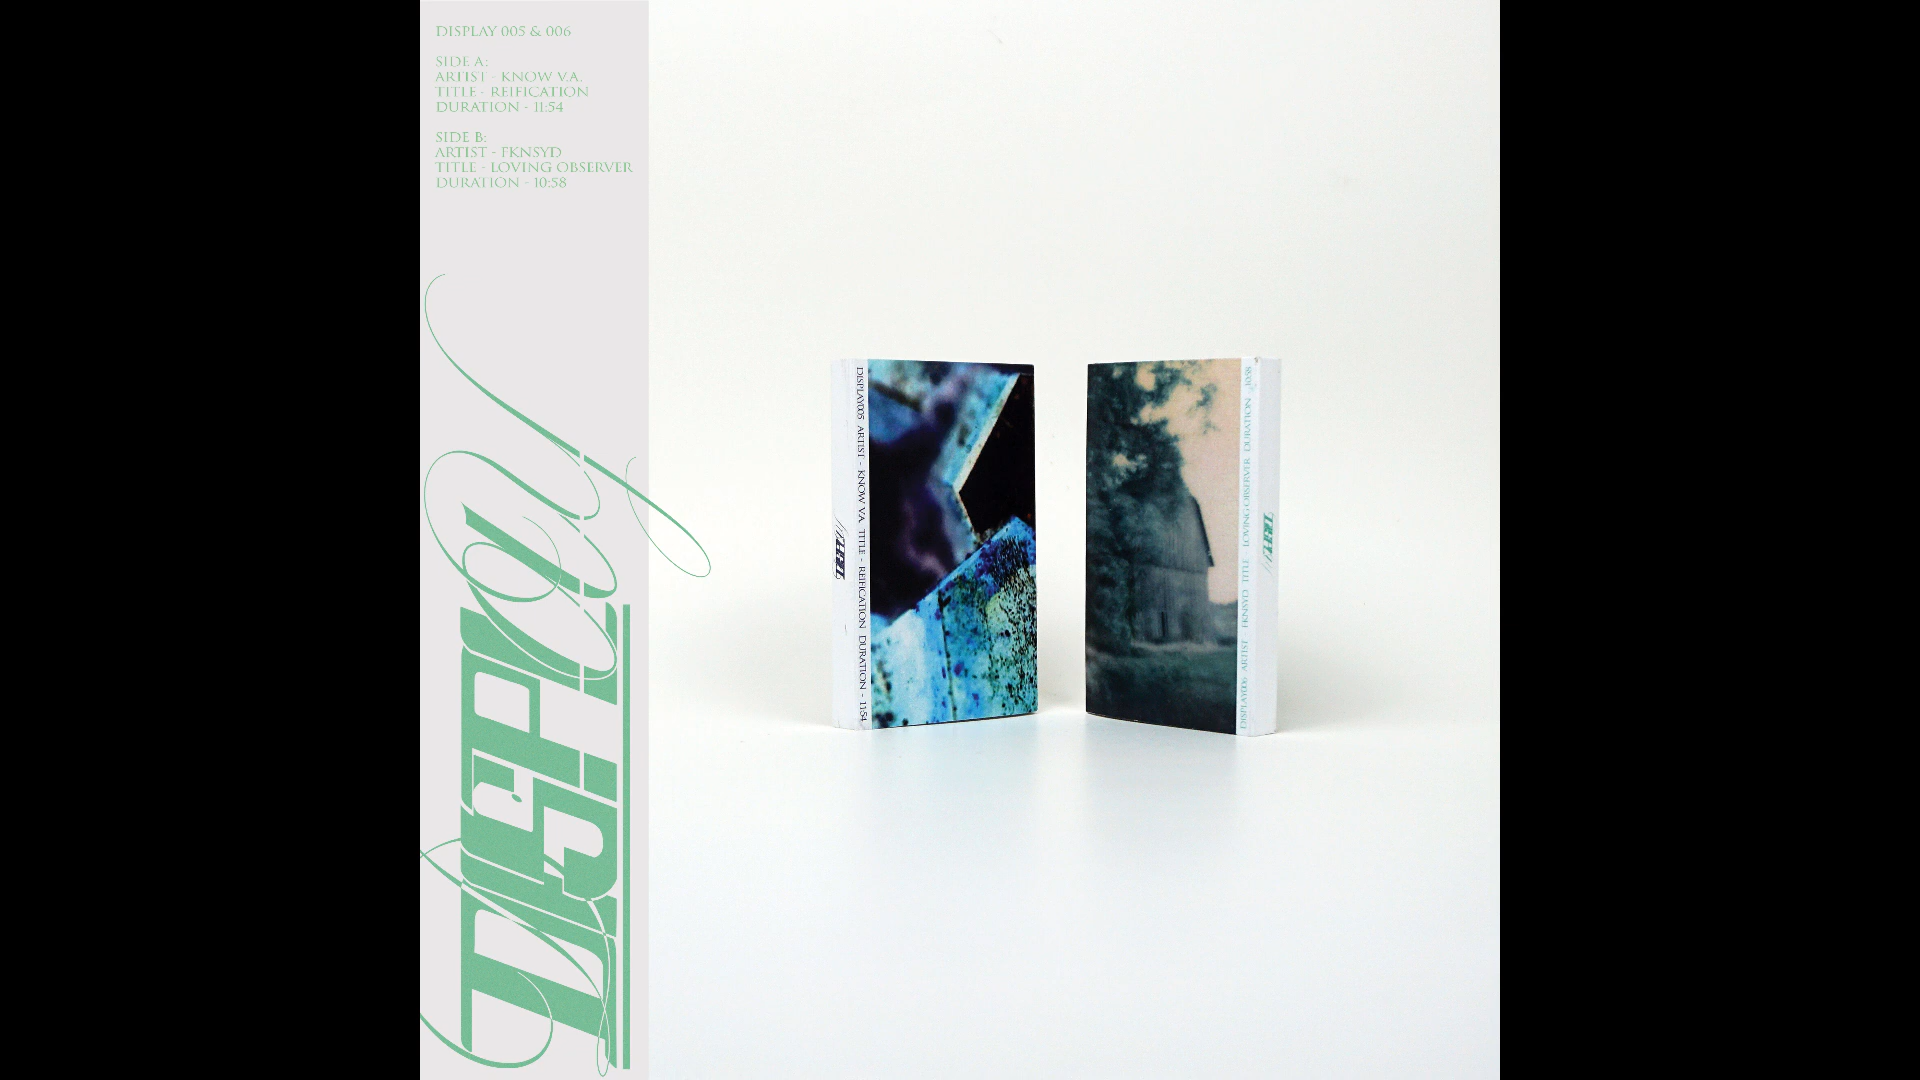 DISPLAY 005 & 006
SIDE A:
ARTIST - KNOW V.A.
TITLE - REIFICATION
DURATION - 11:54
SIDE B:
ARTIST - FKNSYD
TITLE - LOVING OBSERVER
DURATION - 10:58
Display
DISPLAY005 ARTIST - KNOW V.A. TITLE - REIFICATION DURATION - 11:54
DISPLAY006 ARTIST FKNSYD TITLE LOVING OBSERVER DURATION 10:58